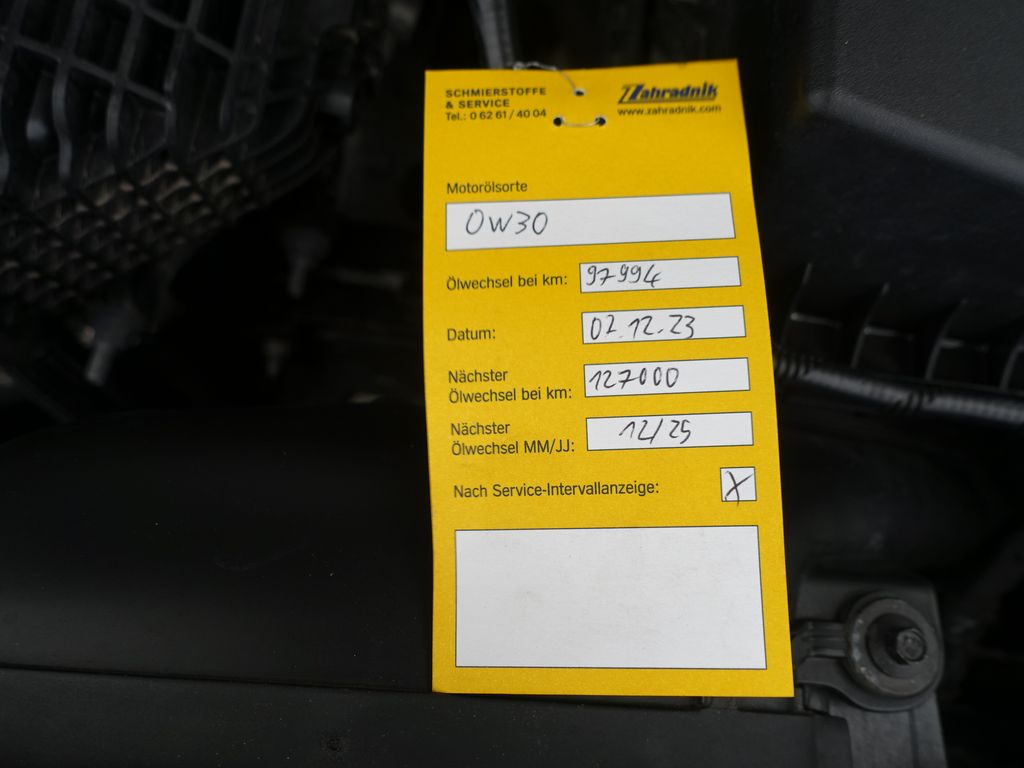 SCHMIERSTOFFE
& SERVICE
Tel.: 0 62 61 / 40 04
Zahradnik
www.zahradnik.com
Motorölsorte
0W30
Ölwechsel bei km: 97994
Datum: 02.12.23
Nächster
Ölwechsel bei km: 127000
Nächster
Ölwechsel MM/JJ: 12/25
Nach Service-Intervallanzeige: X